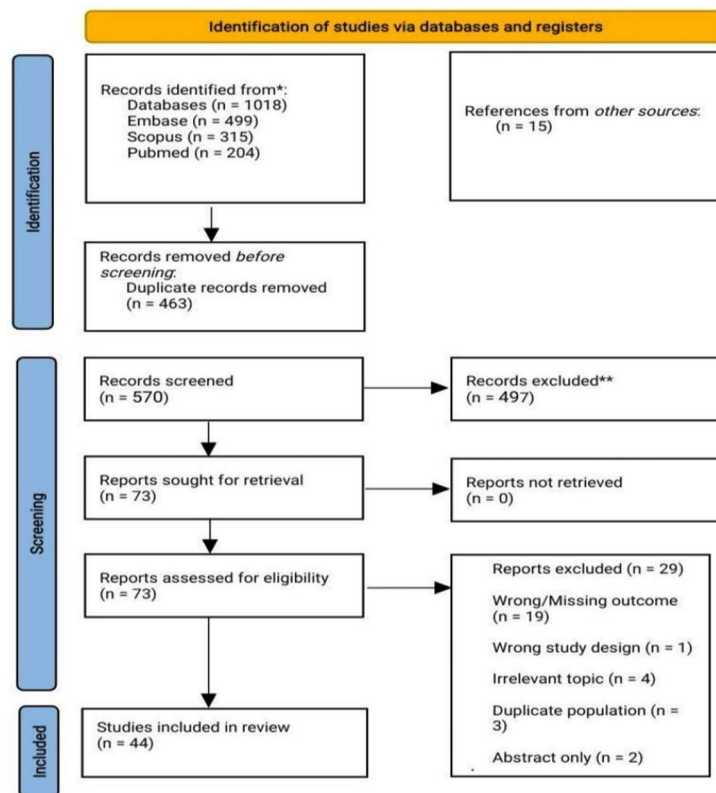 Identification of studies via databases and registers
Identification
Records identified from*:
Databases (n = 1018)
Embase (n = 499)
Scopus (n = 315)
Pubmed (n = 204)
References from other sources:
(n = 15)
Records removed before
screening:
Duplicate records removed
(n = 463)
Screening
Records screened
(n = 570)
Records excluded**
(n = 497)
Reports sought for retrieval
(n = 73)
Reports not retrieved
(n = 0)
Reports assessed for eligibility
(n = 73)
Reports excluded (n = 29)
Wrong/Missing outcome
(n = 19)
Wrong study design (n = 1)
Irrelevant topic (n = 4)
Duplicate population (n =
3)
Abstract only (n = 2)
Included
Studies included in review
(n = 44)